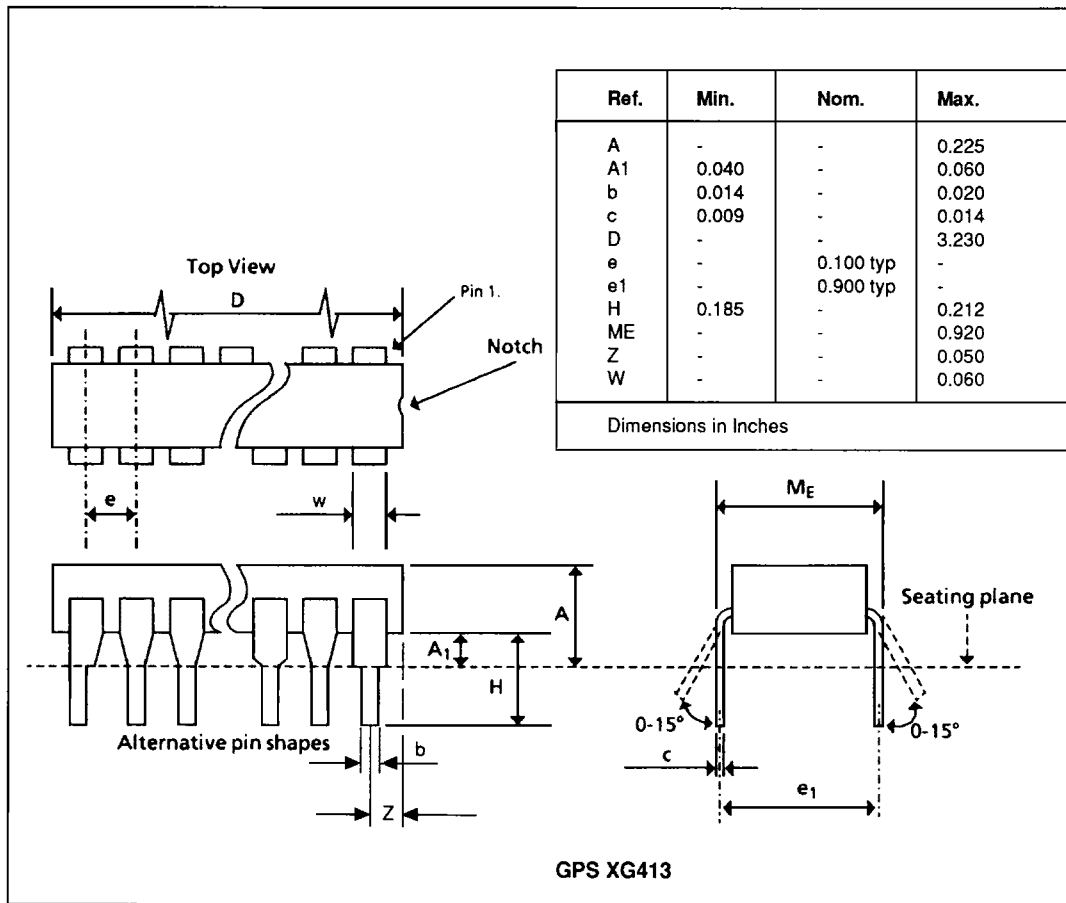 Ref. Min. Nom. Max.
A - - 0.225
A1 0.040 - 0.060
b 0.014 - 0.020
c 0.009 - 0.014
D - - 3.230
e - 0.100 typ -
e1 - 0.900 typ -
H 0.185 - 0.212
ME - - 0.920
Z - - 0.050
W - - 0.060
Dimensions in Inches
Top View
D
Pin 1.
Notch
e
w
ME
A
A1
H
Seating plane
0-15°
0-15°
Alternative pin shapes
b
c
Z
e1
GPS XG413